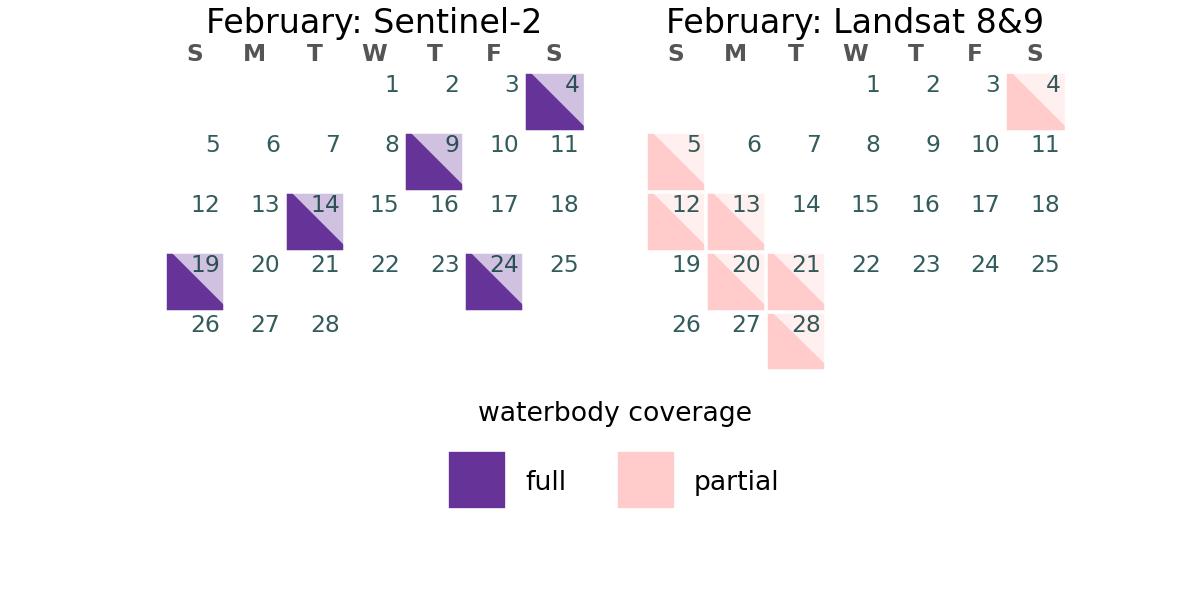 February: Sentinel-2
S M T W T F S
1 2 3 4
5 6 7 8 9 10 11
12 13 14 15 16 17 18
19 20 21 22 23 24 25
26 27 28
February: Landsat 8&9
S M T W T F S
1 2 3 4
5 6 7 8 9 10 11
12 13 14 15 16 17 18
19 20 21 22 23 24 25
26 27 28
waterbody coverage
full
partial